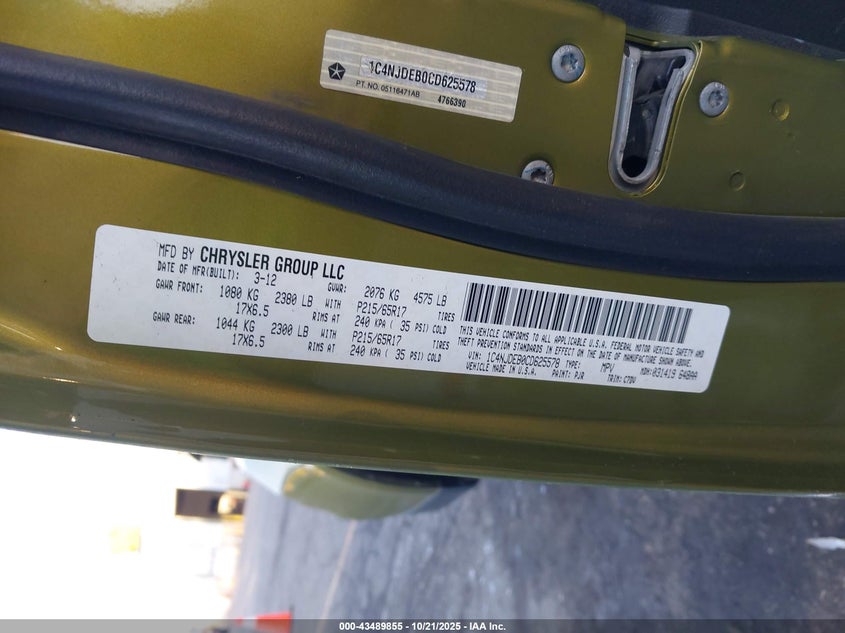 1C4NJDEB0CD625578
PT. NO. 05116471AB 4766390
MFD BY CHRYSLER GROUP LLC
DATE OF MFR(BUILT): 3-12 GVWR: 2076 KG 4575 LB
GAWR FRONT: 1080 KG 2380 LB WITH P215/65R17 TIRES
17X6.5 RIMS AT 240 KPA ( 35 PSI) COLD
GAWR REAR: 1044 KG 2300 LB WITH P215/65R17 TIRES
17X6.5 RIMS AT 240 KPA ( 35 PSI) COLD
THIS VEHICLE CONFORMS TO ALL APPLICABLE U.S.A. FEDERAL MOTOR VEHICLE SAFETY AND
THEFT PREVENTION STANDARDS IN EFFECT ON THE DATE OF MANUFACTURE SHOWN ABOVE.
VIN: 1C4NJDEB0CD625578 TYPE: MPV MDH:031419 648AA
VEHICLE MADE IN U.S.A. PAINT: PJR TRIM: C7DV
000-43489855 - 10/21/2025 - IAA Inc.